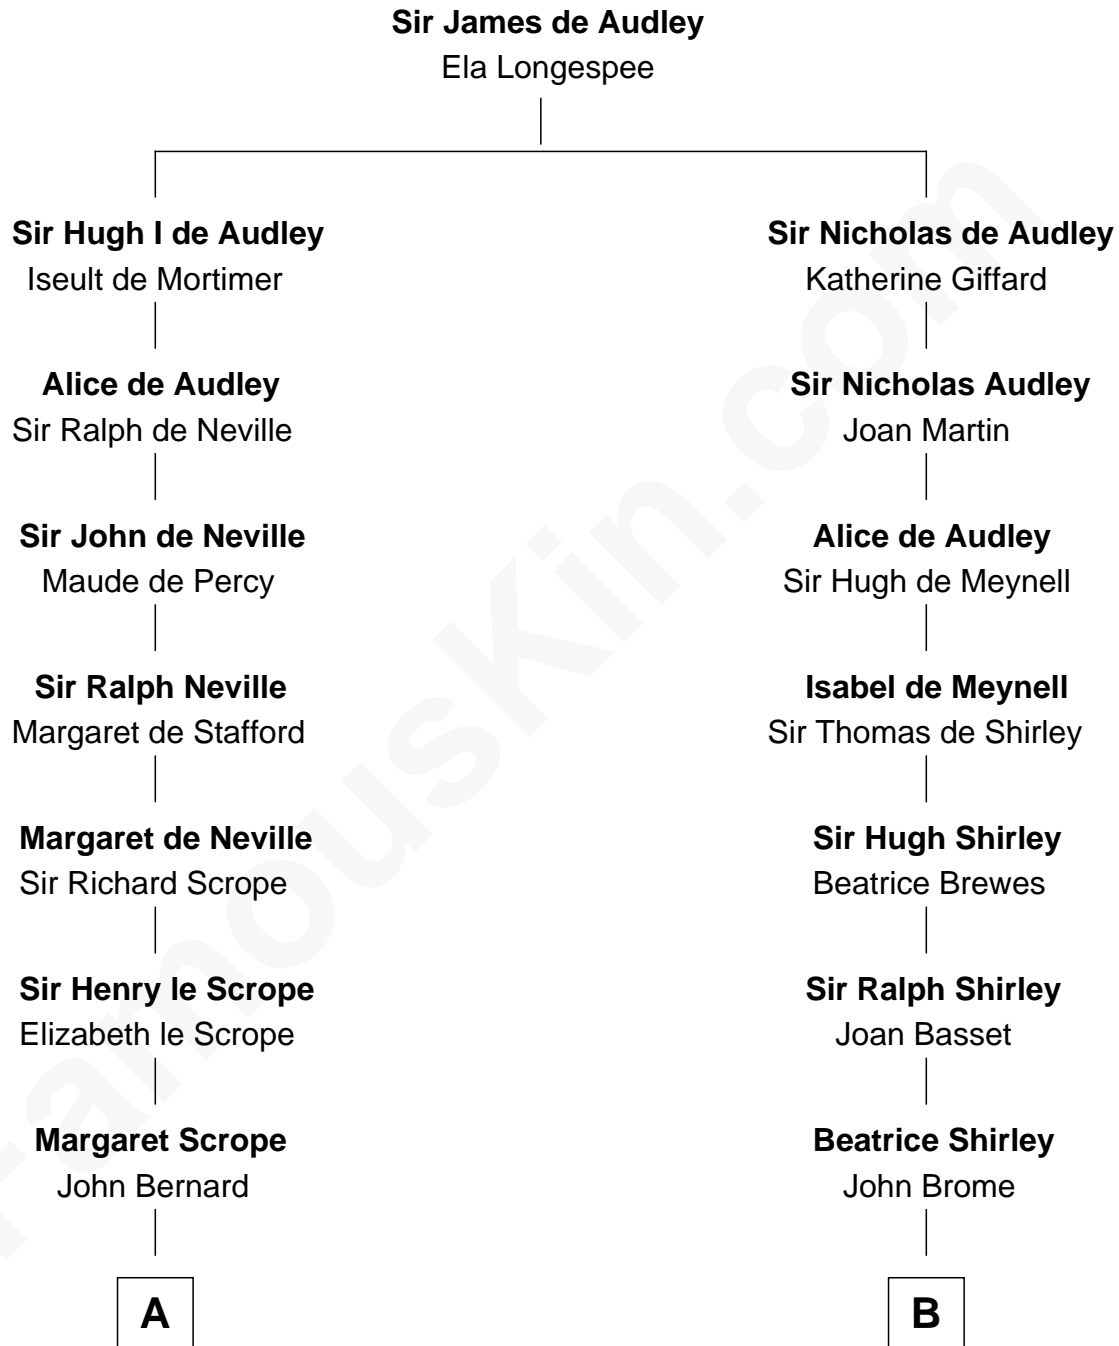 Sir James de Audley
Ela Longespee
Sir Hugh I de Audley
Iseult de Mortimer
Sir Nicholas de Audley
Katherine Giffard
Alice de Audley
Sir Ralph de Neville
Sir Nicholas Audley
Joan Martin
Sir John de Neville
Maude de Percy
Alice de Audley
Sir Hugh de Meynell
Sir Ralph Neville
Margaret de Stafford
Isabel de Meynell
Sir Thomas de Shirley
Margaret de Neville
Sir Richard Scrope
Sir Hugh Shirley
Beatrice Brewes
Sir Henry le Scrope
Elizabeth le Scrope
Sir Ralph Shirley
Joan Basset
Margaret Scrope
John Bernard
Beatrice Shirley
John Brome
A
B
FamousKin.com